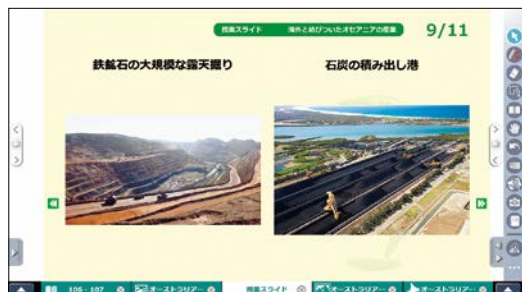 授業スライド 海外と結びついたオセアニアの産業 9/11
鉄鉱石の大規模な露天掘り
石炭の積み出し港
106-107 オーストラリア… 授業スライド オーストラリア… オーストラリア…